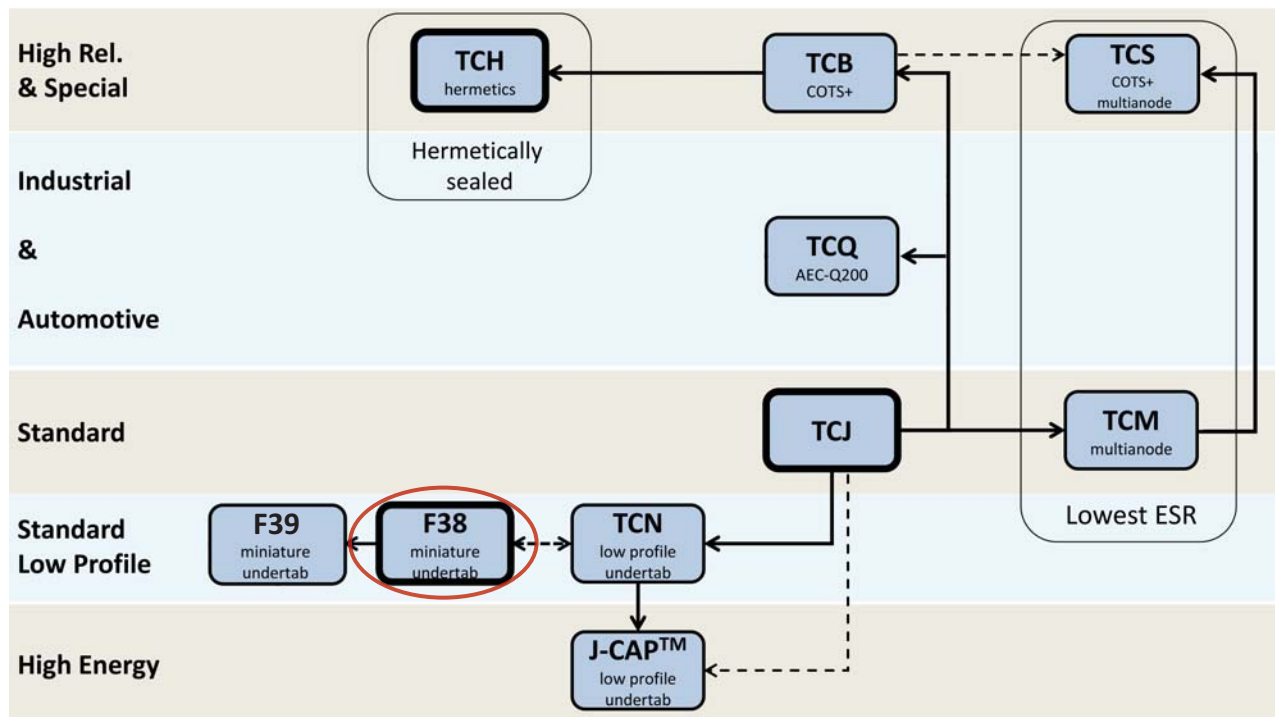 High Rel.
& Special
TCH
hermetics
Hermetically
sealed
TCB
COTS+
TCS
COTS+
multianode
Industrial
&
Automotive
TCQ
AEC-Q200
Standard
TCJ
TCM
multianode
Lowest ESR
Standard
Low Profile
F39
miniature
undertab
F38
miniature
undertab
TCN
low profile
undertab
High Energy
J-CAP™
low profile
undertab